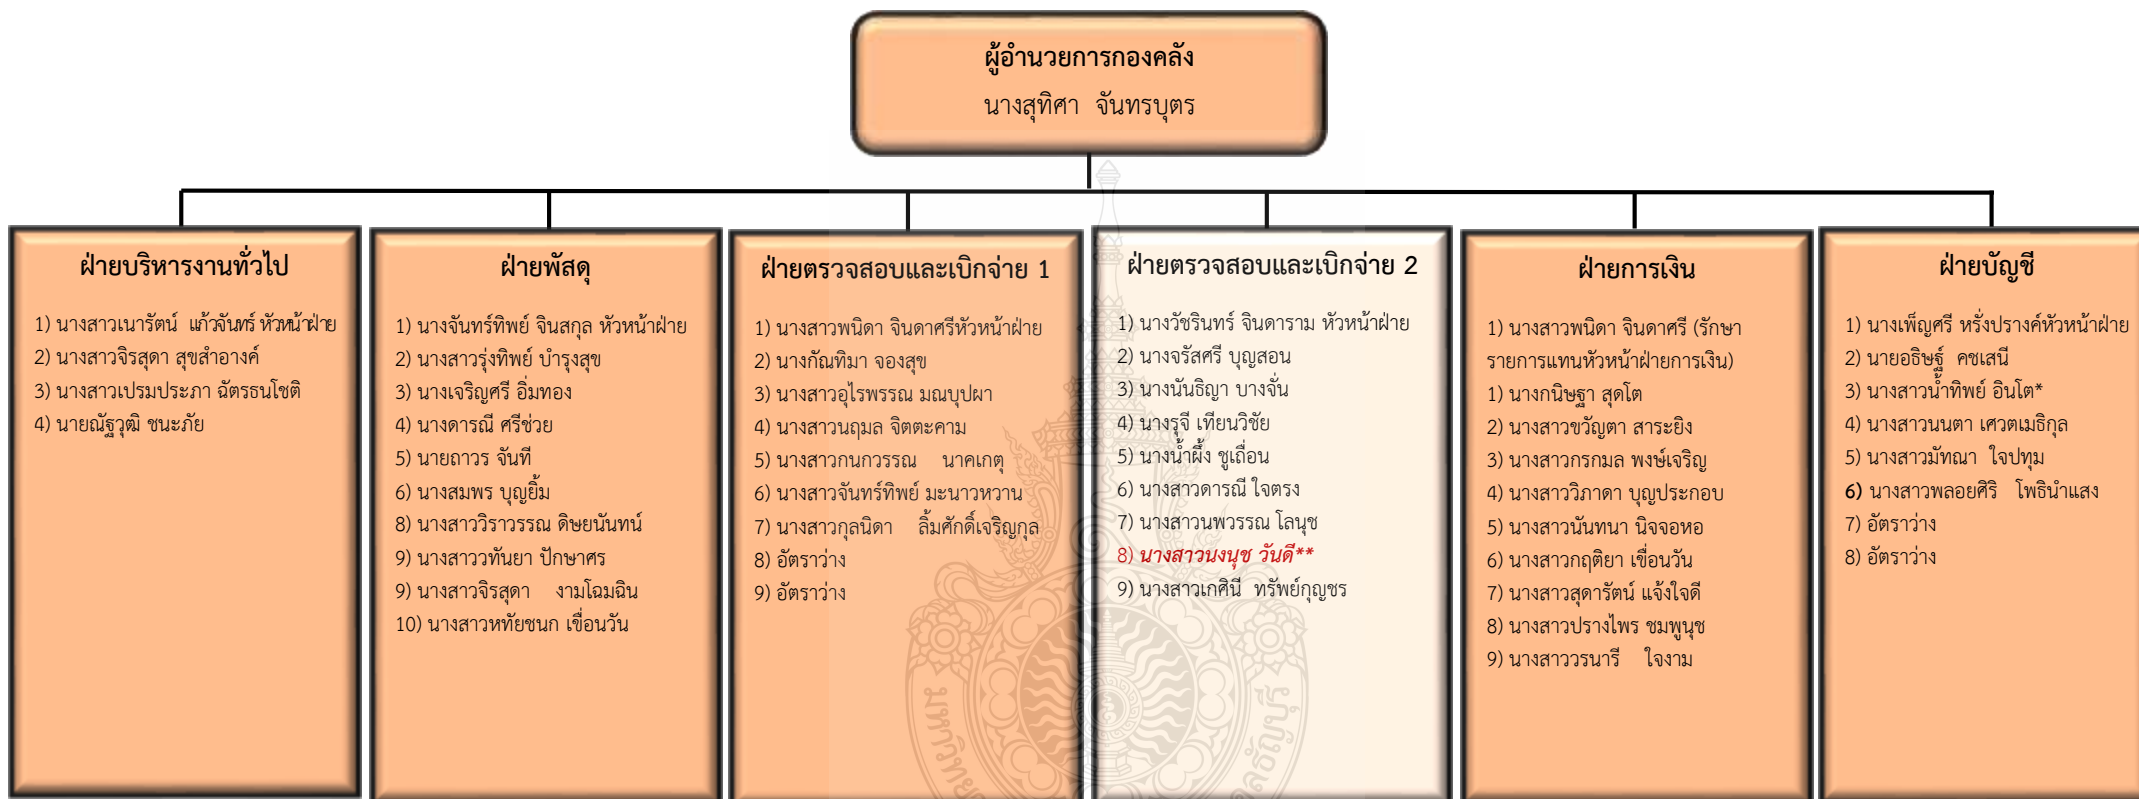 ผู้อำนวยการกองคลัง
นางสุทิศา จันทรบุตร
ฝ่ายบริหารงานทั่วไป
1) นางสาวเนารัตน์ แก้วจันทร์ หัวหน้าฝ่าย
2) นางสาวจิรสุดา สุขสำอางค์
3) นางสาวเปรมประภา ฉัตรธนโชติ
4) นายณัฐวุฒิ ชนะภัย
ฝ่ายพัสดุ
1) นางจันทร์ทิพย์ จินสกุล หัวหน้าฝ่าย
2) นางสาวรุ่งทิพย์ บำรุงสุข
3) นางเจริญศรี อิ่มทอง
4) นางดารณี ศรีช่วย
5) นายถาวร จันที
6) นางสมพร บุญยิ้ม
8) นางสาววิราวรรณ ดิษยนันทน์
9) นางสาววทันยา ปักษาศร
9) นางสาวจิรสุดา งามโฉมฉิน
10) นางสาวหทัยชนก เขื่อนวัน
ฝ่ายตรวจสอบและเบิกจ่าย 1
1) นางสาวพนิดา จินดาศรีหัวหน้าฝ่าย
2) นางกัณทิมา จองสุข
3) นางสาวอุไรพรรณ มณบุปผา
4) นางสาวนฤมล จิตตะคาม
5) นางสาวกนกวรรณ นาคเกตุ
6) นางสาวจันทร์ทิพย์ มะนาวหวาน
7) นางสาวกุลนิดา ลิ้มศักดิ์เจริญกุล
8) อัตราว่าง
9) อัตราว่าง
ฝ่ายตรวจสอบและเบิกจ่าย 2
1) นางวัชรินทร์ จินดาราม หัวหน้าฝ่าย
2) นางจรัสศรี บุญสอน
3) นางนันธิญา บางจั่น
4) นางรุจี เทียนวิชัย
5) นางน้ำผึ้ง ชูเถื่อน
6) นางสาวดารณี ใจตรง
7) นางสาวนพวรรณ โลนุช
8) นางสาวนงนุช วันดี**
9) นางสาวเกศินี ทรัพย์กุญชร
ฝ่ายการเงิน
1) นางสาวพนิดา จินดาศรี (รักษา
รายการแทนหัวหน้าฝ่ายการเงิน)
1) นางกนิษฐา สุดโต
2) นางสาวขวัญตา สาระยิง
3) นางสาวกรกมล พงษ์เจริญ
4) นางสาววิภาดา บุญประกอบ
5) นางสาวนันทนา นิจจอหอ
6) นางสาวกฤติยา เขื่อนวัน
7) นางสาวสุดารัตน์ แจ้งใจดี
8) นางสาวปรางไพร ชมพูนุช
9) นางสาววรนารี ใจงาม
ฝ่ายบัญชี
1) นางเพ็ญศรี หรั่งปรางค์หัวหน้าฝ่าย
2) นายอธิษฐ์ คชเสนี
3) นางสาวน้ำทิพย์ อินโต*
4) นางสาวนนตา เศวตเมธิกุล
5) นางสาวมัทณา ใจปทุม
6) นางสาวพลอยศิริ โพธินำแสง
7) อัตราว่าง
8) อัตราว่าง